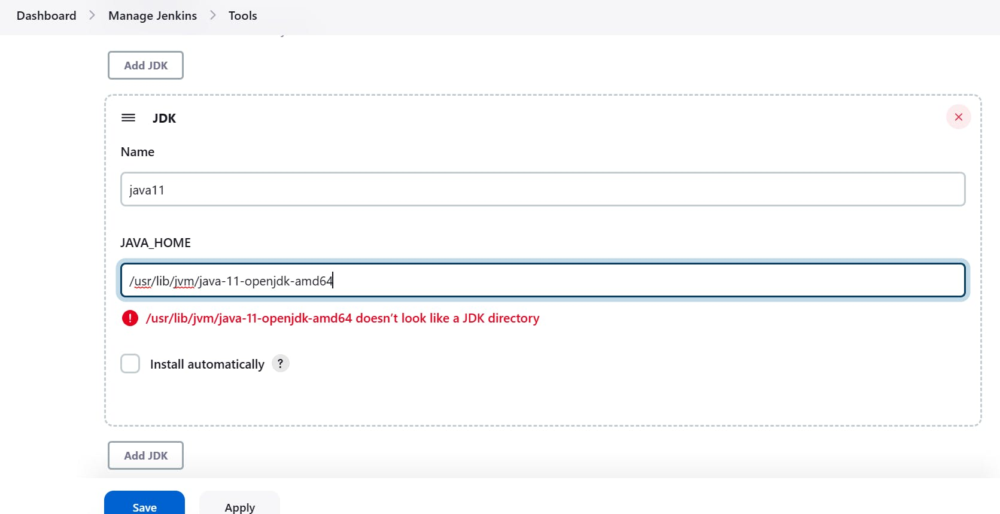 Dashboard > Manage Jenkins > Tools
Add JDK
JDK
Name
java11
JAVA_HOME
/usr/lib/jvm/java-11-openjdk-amd64
/usr/lib/jvm/java-11-openjdk-amd64 doesn't look like a JDK directory
Install automatically ?
Add JDK
Save Apply